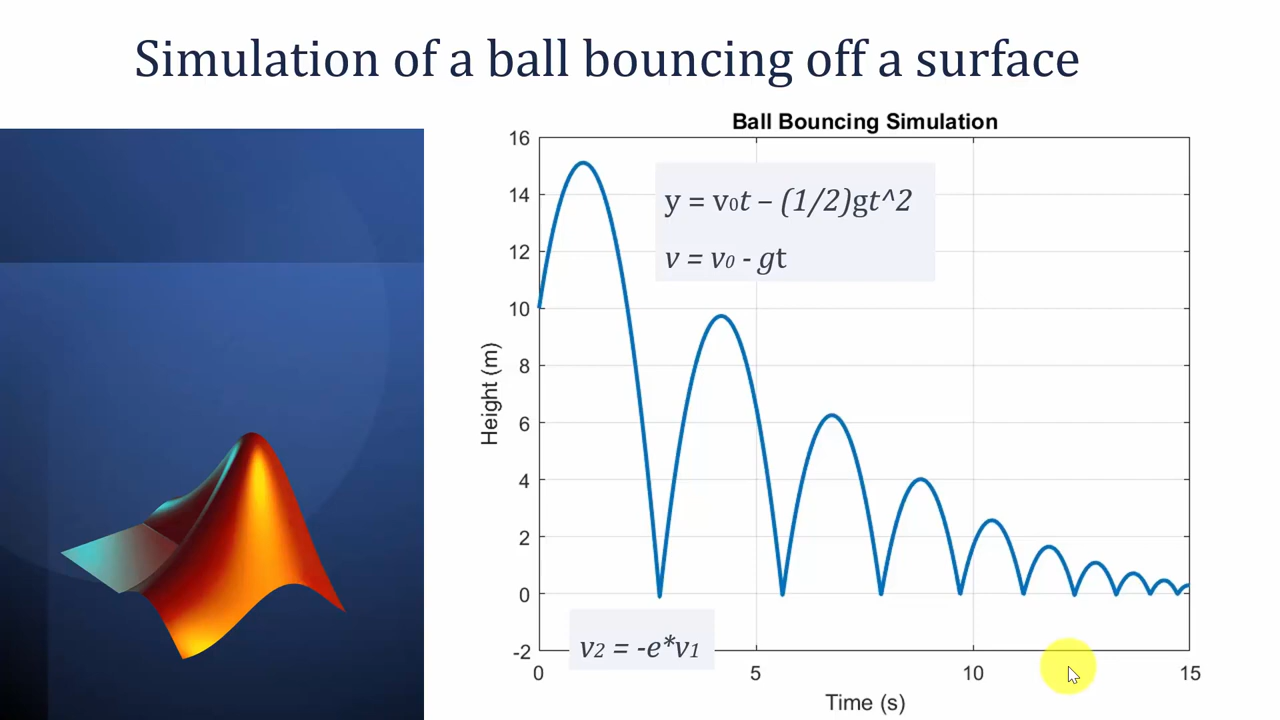 Simulation of a ball bouncing off a surface
Ball Bouncing Simulation
16
14
12
10
8
6
4
2
0
-2
Height (m)
y = v₀t – (1/2)gt^2
v = v₀ - gt
v₂ = -e*v₁
0
5
10
15
Time (s)